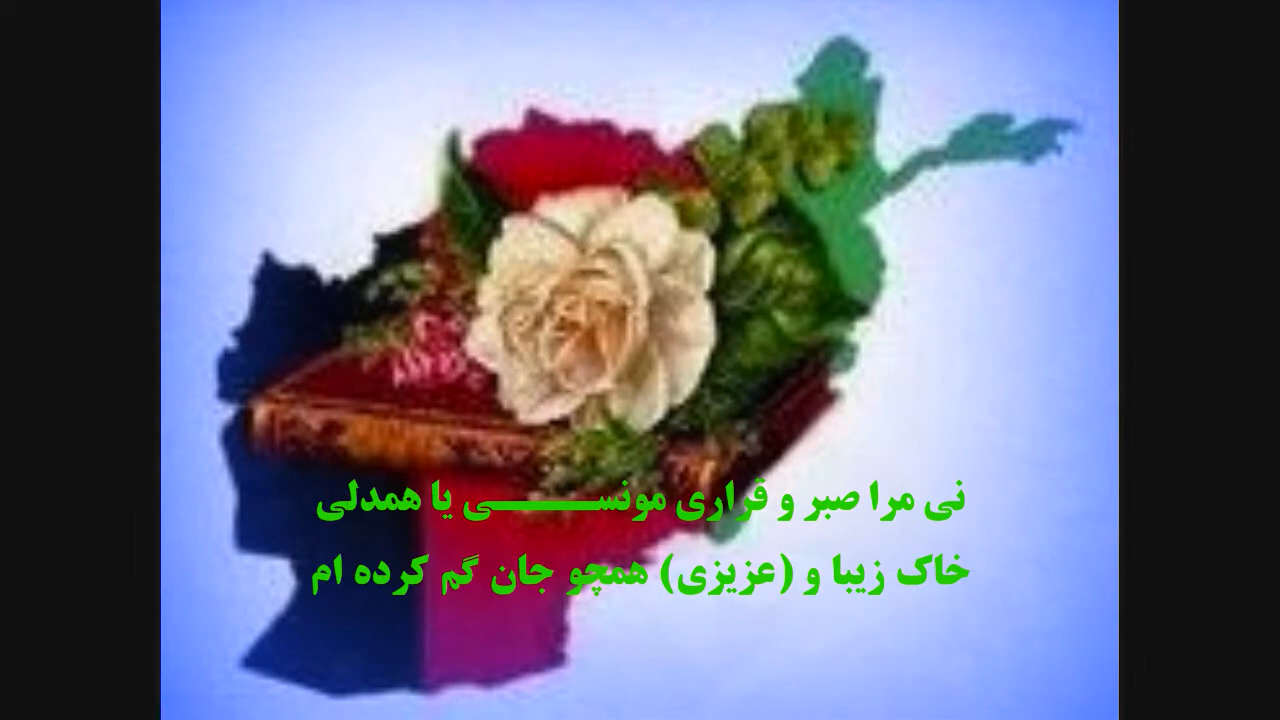 نی مرا صبر و قراری مونســـــــی یا همدلی
خاک زیبا و (عزیزی) همچو جان گم کرده ام